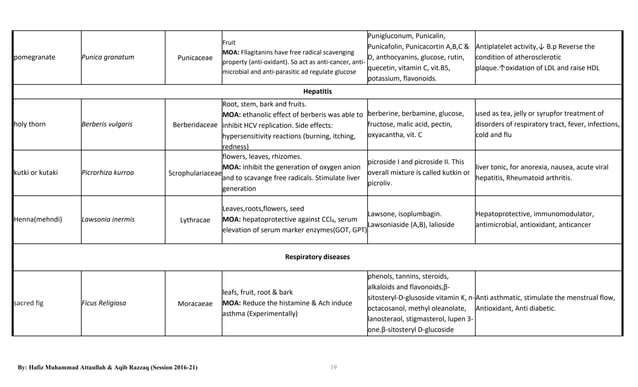 pomegranate
Punica granatum
Punicaceae
Fruit
MOA: Fllagitanins have free radical scavenging
property (anti-oxidant). So act as anti-cancer, anti-
microbial and anti-parasitic ad regulate glucose
Punigluconum, Punicalin,
Punicafolin, Punicacortin A,B,C &
D, anthocyanins, glucose, rutin,
quecetin, vitamin C, vit.B5,
potassium, flavonoids.
Antiplatelet activity,↓ B.p Reverse the
condition of atherosclerotic
plaque.↑oxidation of LDL and raise HDL
Hepatitis
holy thorn
Berberis vulgaris
Berberidaceae
Root, stem, bark and fruits.
MOA: ethanolic effect of berberis was able to
inhibit HCV replication. Side effects:
hypersensitivity reactions (burning, itching,
redness)
berberine, berbamine, glucose,
fructose, malic acid, pectin,
oxyacantha, vit. C
used as tea, jelly or syrupfor treatment of
disorders of respiratory tract, fever, infections,
cold and flu
kutki or kutaki
Picrorhiza kurroa
Scrophulariaceae
flowers, leaves, rhizomes.
MOA: inhibit the generation of oxygen anion
and to scavange free radicals. Stimulate liver
generation
picroside I and picroside II. This
overall mixture is called kutkin or
picroliv.
liver tonic, for anorexia, nausea, acute viral
hepatitis, Rheumatoid arthritis.
Henna(mehndi)
Lawsonia inermis
Lythracae
Leaves,roots,flowers, seed
MOA: hepatoprotective against CCl₄, serum
elevation of serum marker enzymes(GOT, GPT)
Lawsone, isoplumbagin.
Lawsoniaside (A,B), lalioside
Hepatoprotective, immunomodulator,
antimicrobial, antioxidant, anticancer
Respiratory diseases
sacred fig
Ficus Religiosa
Moracaeae
leafs, fruit, root & bark
MOA: Reduce the histamine & Ach induce
asthma (Experimentally)
phenols, tannins, steroids,
alkaloids and flavonoids,β-
sitosteryl-D-glusoside vitamin K, n-
octacosanol, methyl oleanolate,
lanosteraol, stigmasterol, lupen 3-
one.β-sitosteryl D-glucoside
Anti asthmatic, stimulate the menstrual flow,
Antioxidant, Anti diabetic.
By: Hafiz Muhammad Attaullah & Aqib Razzaq (Session 2016-21)
19